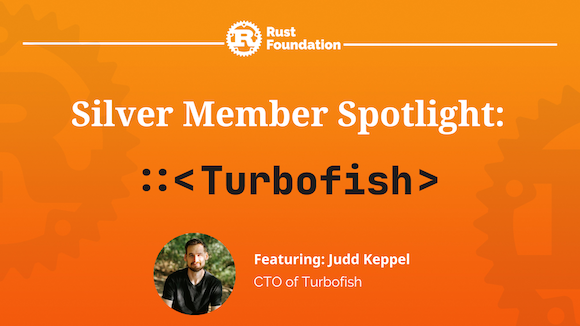 Rust
Foundation
Silver Member Spotlight:
::<Turbofish>
Featuring: Judd Keppel
CTO of Turbofish